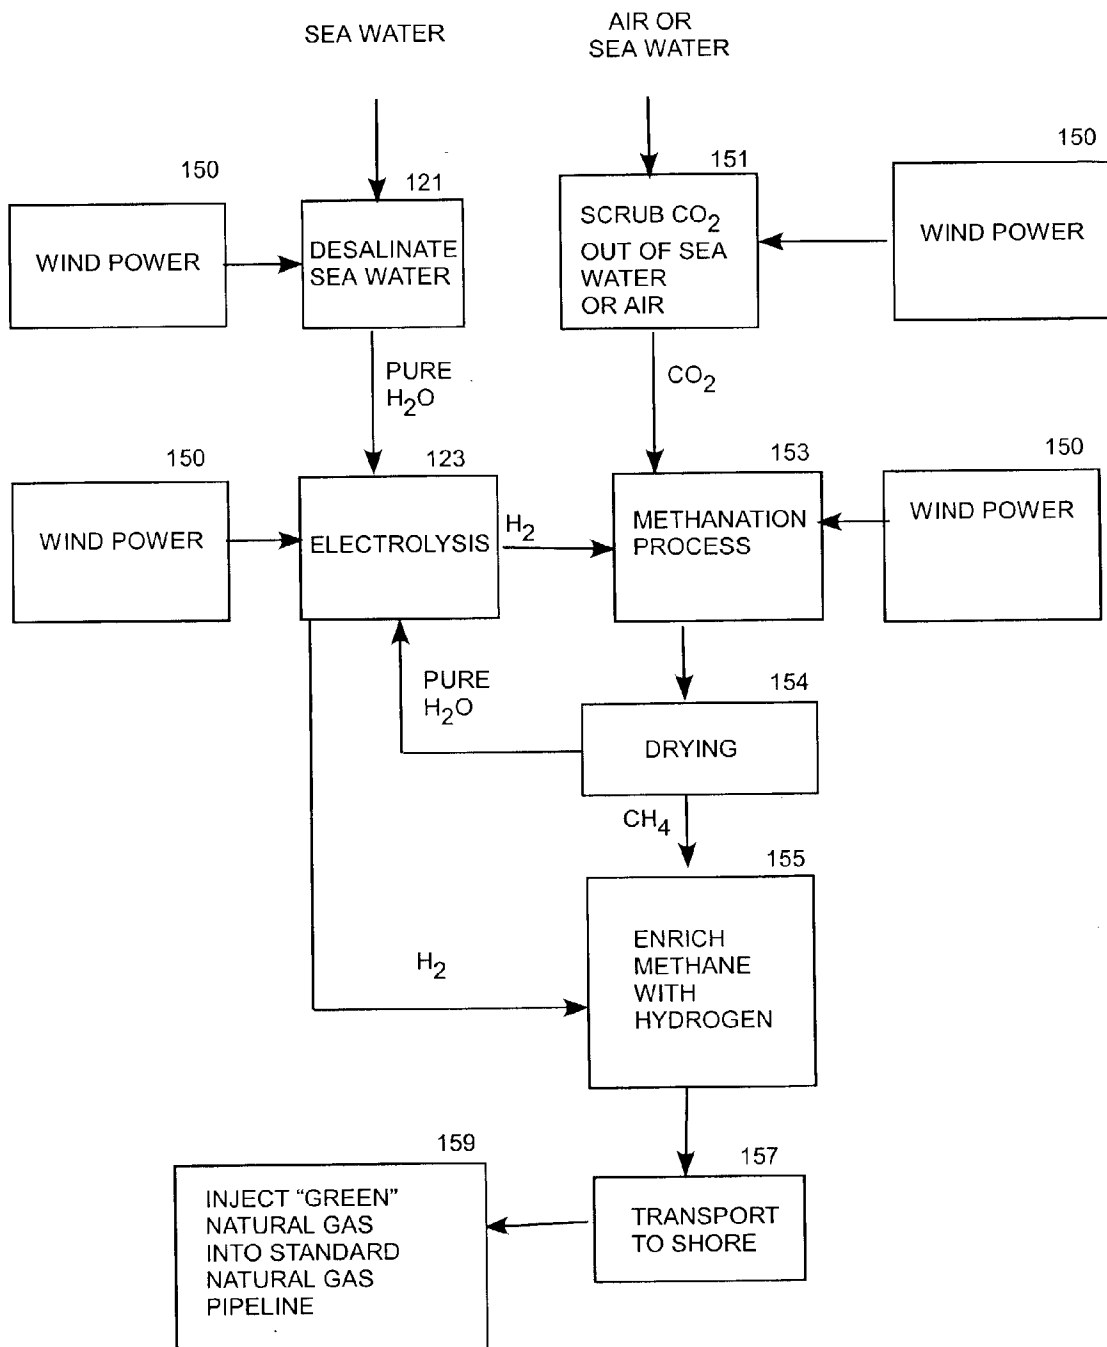 SEA WATER
AIR OR
SEA WATER
150
121
151
150
WIND POWER
DESALINATE
SEA WATER
SCRUB CO2
OUT OF SEA
WATER
OR AIR
WIND POWER
PURE
H2O
CO2
150
123
153
150
WIND POWER
ELECTROLYSIS
H2
METHANATION
PROCESS
WIND POWER
PURE
H2O
154
DRYING
CH4
155
ENRICH
METHANE
WITH
HYDROGEN
H2
159
157
INJECT “GREEN”
NATURAL GAS
INTO STANDARD
NATURAL GAS
PIPELINE
TRANSPORT
TO SHORE